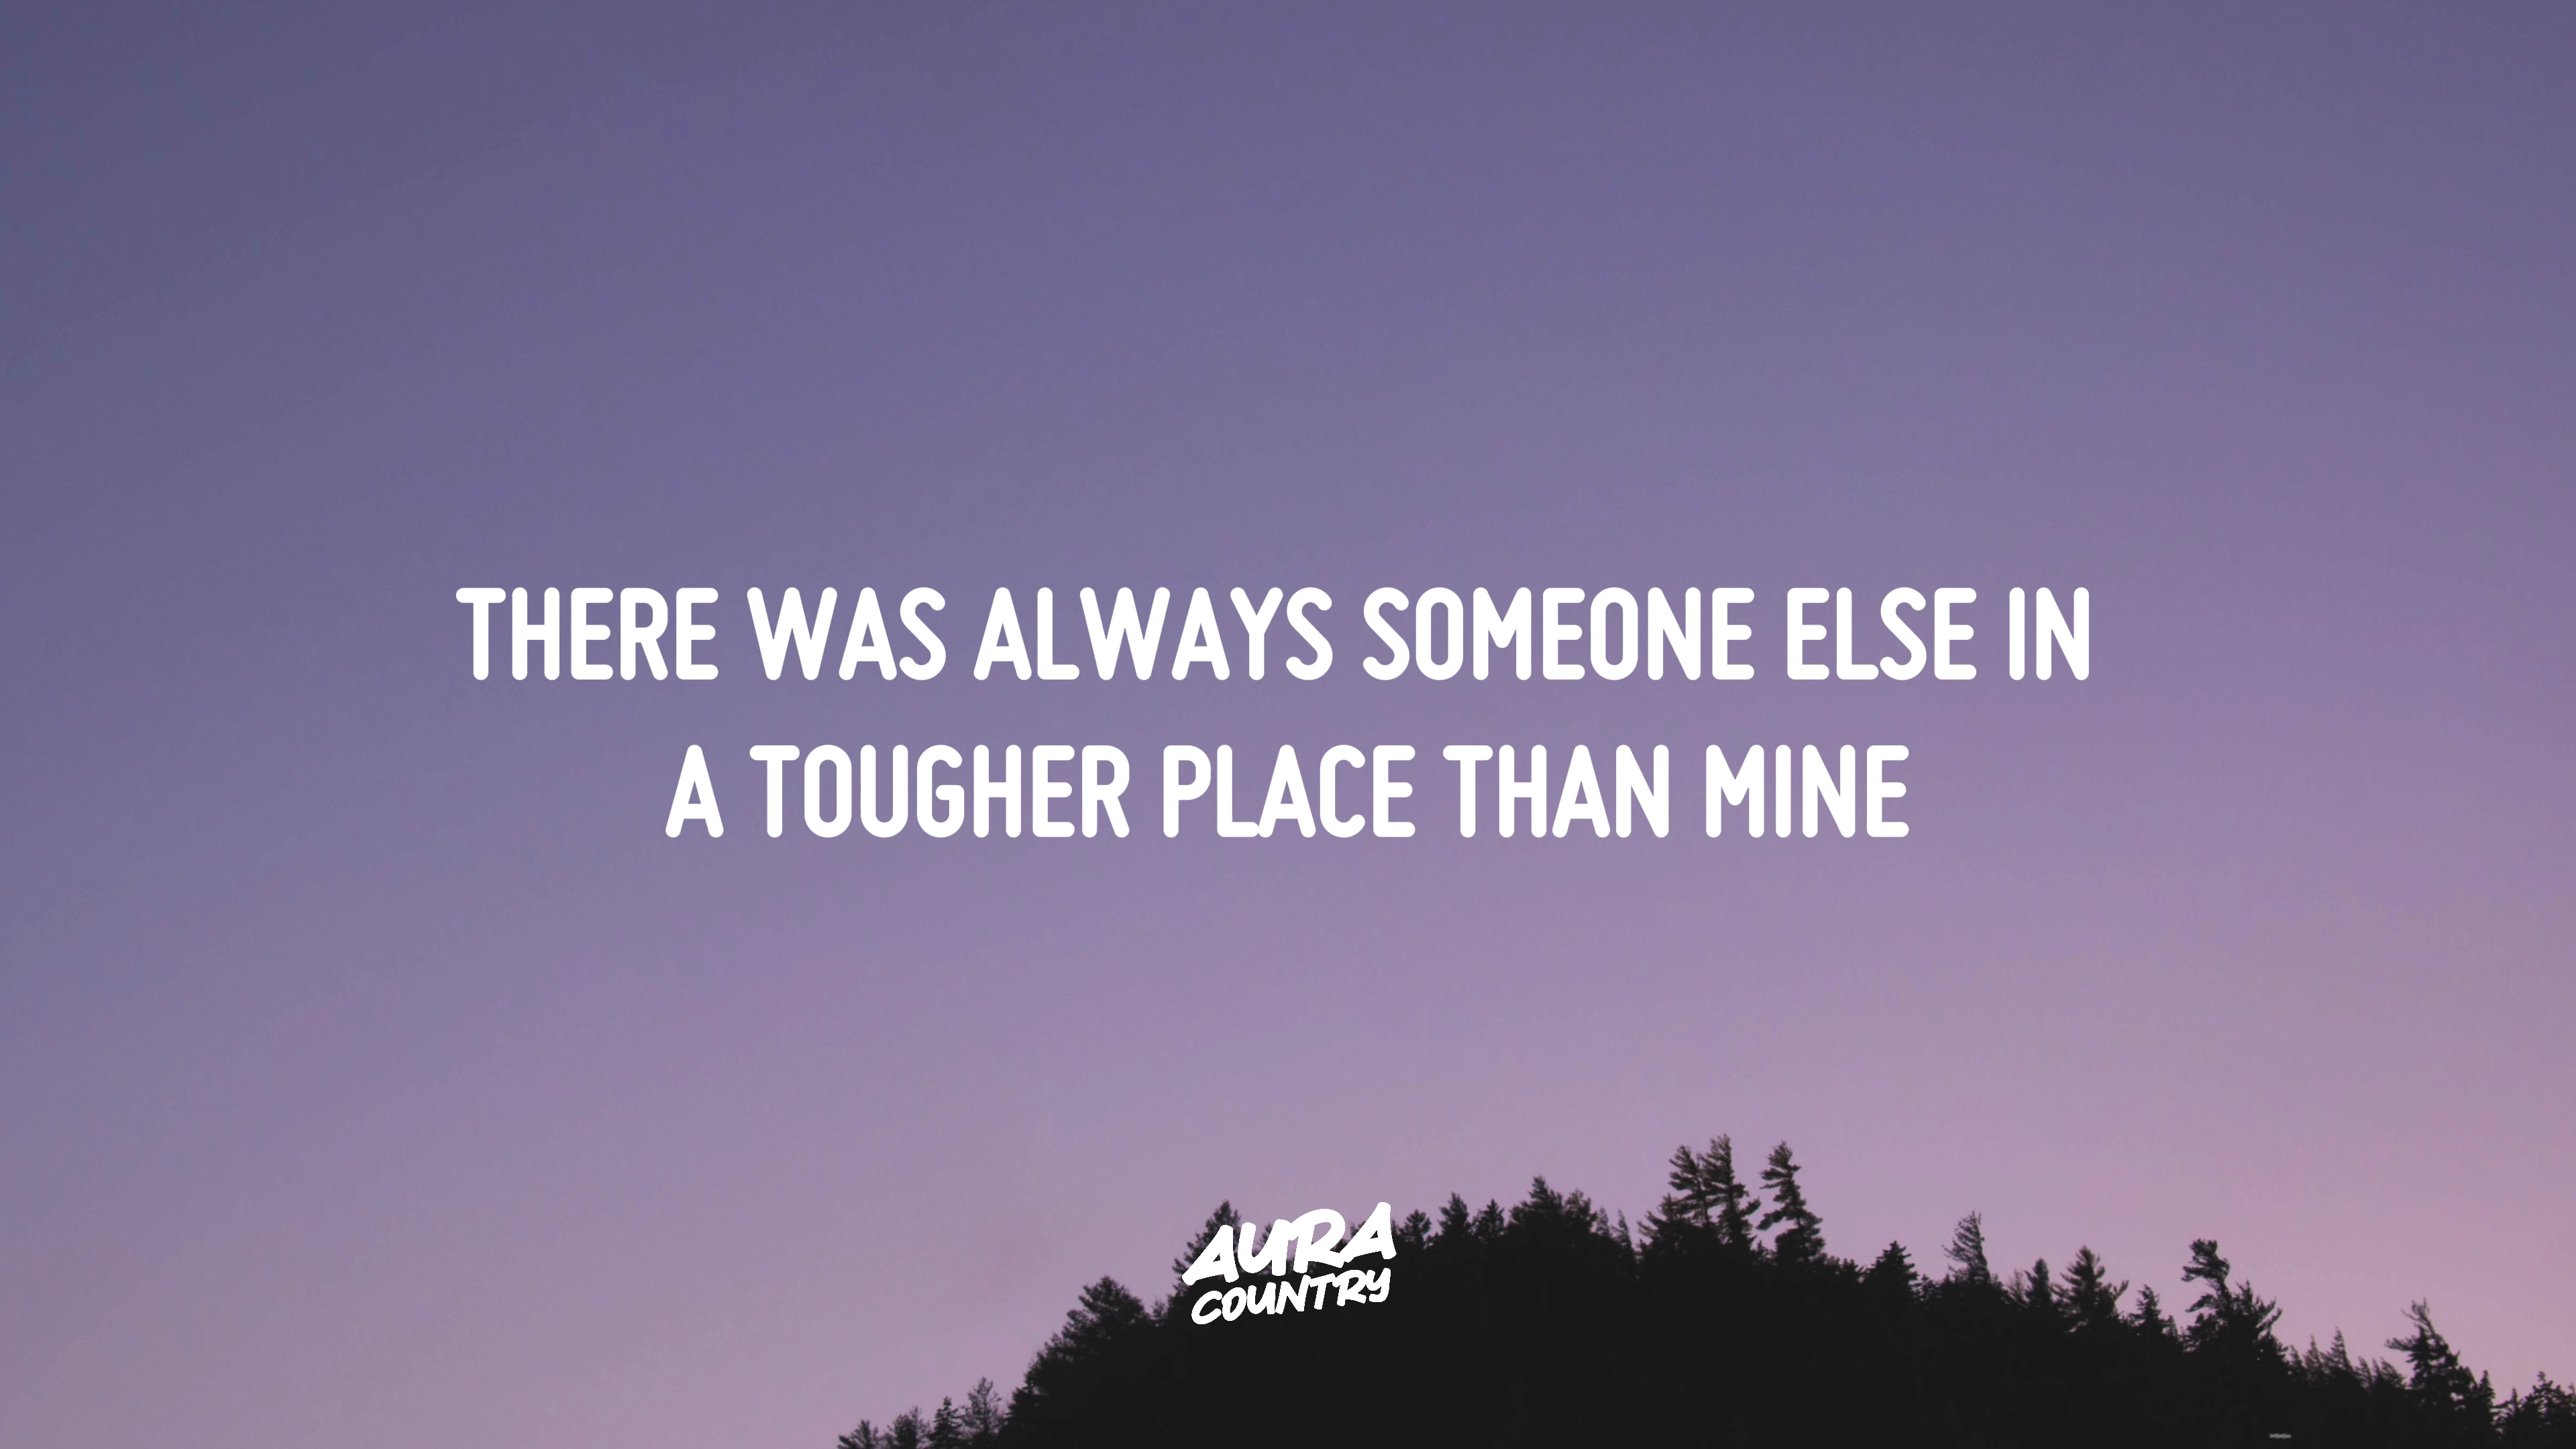 THERE WAS ALWAYS SOMEONE ELSE IN
A TOUGHER PLACE THAN MINE
AURA
COUNTRY